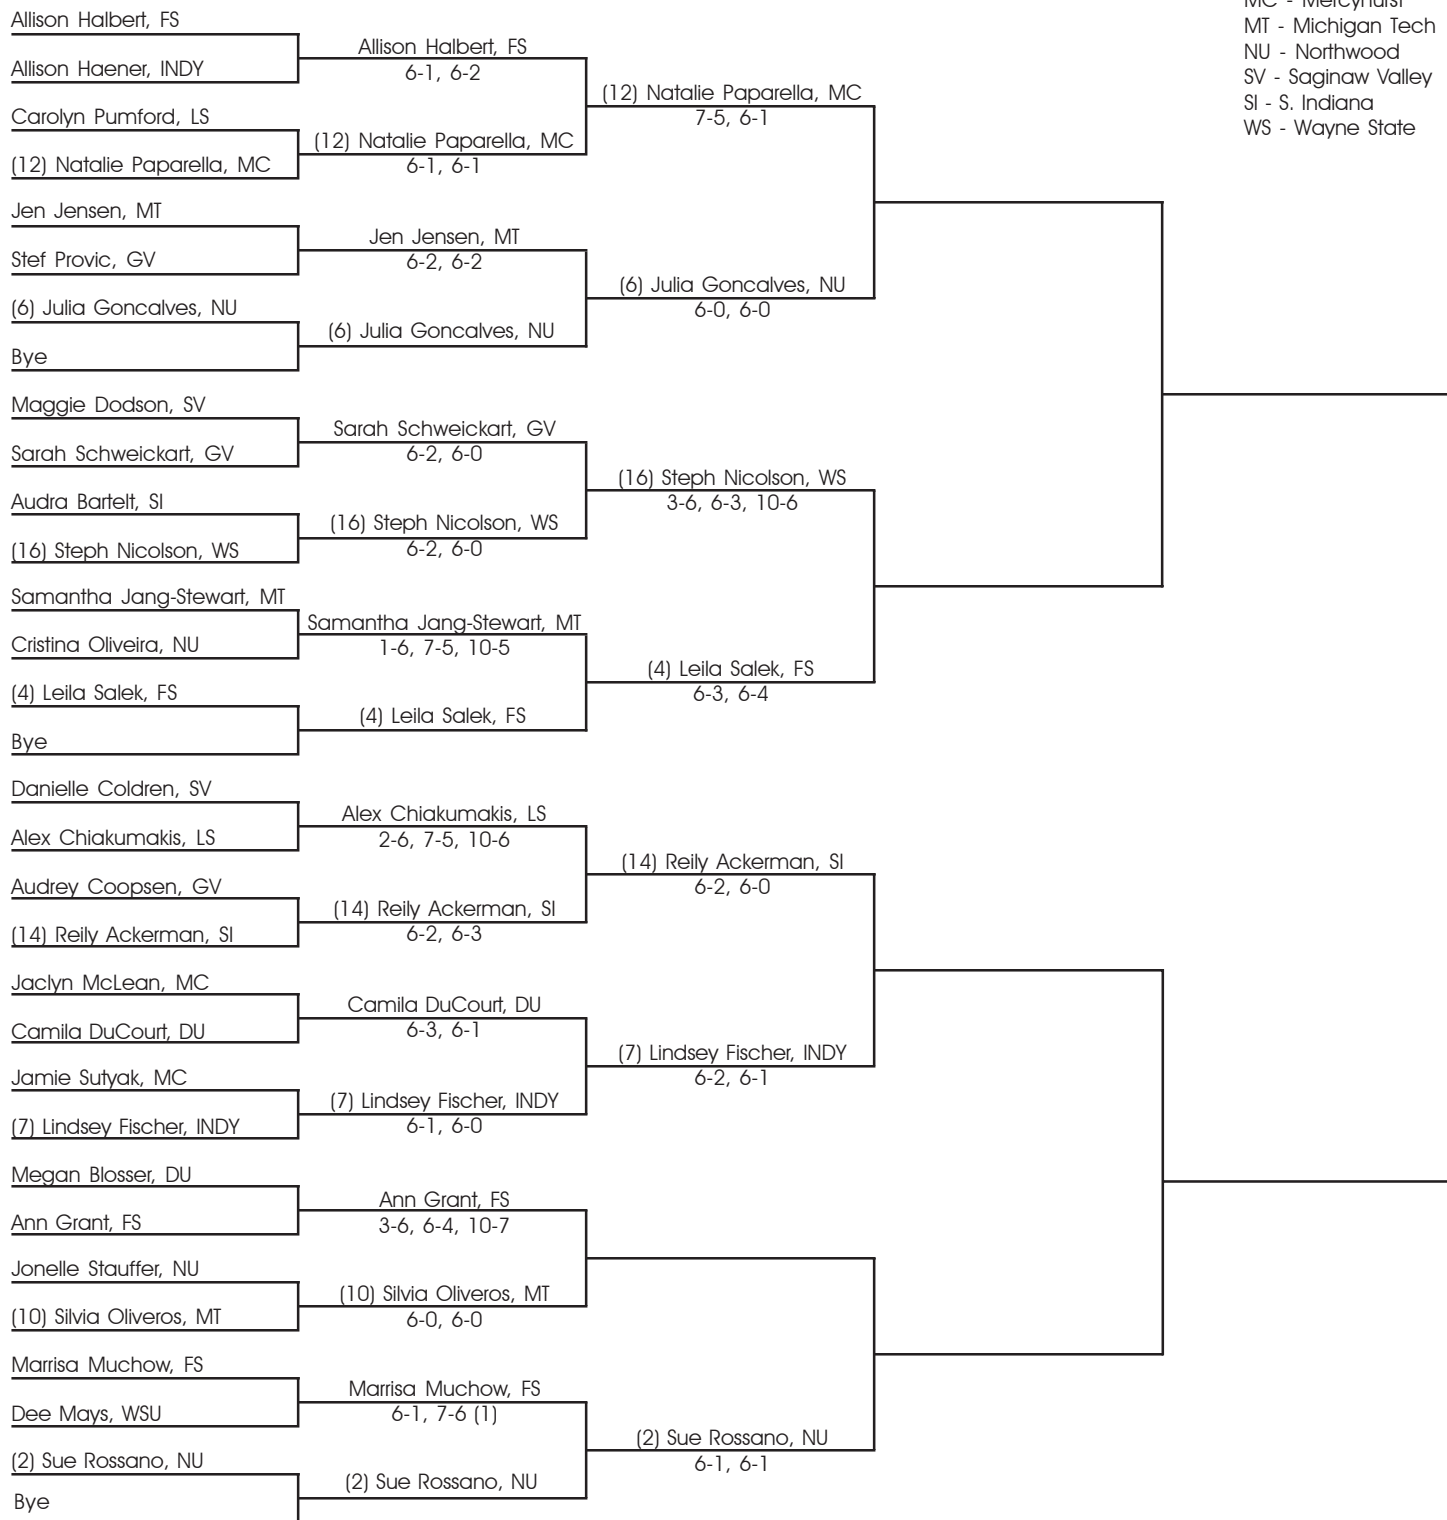 Allison Halbert, FS
Allison Haener, INDY
Carolyn Pumford, LS
(12) Natalie Paparella, MC
Jen Jensen, MT
Stef Provic, GV
(6) Julia Goncalves, NU
Bye
Maggie Dodson, SV
Sarah Schweickart, GV
Audra Bartelt, SI
(16) Steph Nicolson, WS
Samantha Jang-Stewart, MT
Cristina Oliveira, NU
(4) Leila Salek, FS
Bye
Danielle Coldren, SV
Alex Chiakumakis, LS
Audrey Coopsen, GV
(14) Reily Ackerman, SI
Jaclyn McLean, MC
Camila DuCourt, DU
Jamie Sutyak, MC
(7) Lindsey Fischer, INDY
Megan Blosser, DU
Ann Grant, FS
Jonelle Stauffer, NU
(10) Silvia Oliveros, MT
Marrisa Muchow, FS
Dee Mays, WSU
(2) Sue Rossano, NU
Bye
Allison Halbert, FS
6-1, 6-2
(12) Natalie Paparella, MC
6-1, 6-1
Jen Jensen, MT
6-2, 6-2
(6) Julia Goncalves, NU
Sarah Schweickart, GV
6-2, 6-0
(16) Steph Nicolson, WS
6-2, 6-0
Samantha Jang-Stewart, MT
1-6, 7-5, 10-5
(4) Leila Salek, FS
Alex Chiakumakis, LS
2-6, 7-5, 10-6
(14) Reily Ackerman, SI
6-2, 6-3
Camila DuCourt, DU
6-3, 6-1
(7) Lindsey Fischer, INDY
6-1, 6-0
Ann Grant, FS
3-6, 6-4, 10-7
(10) Silvia Oliveros, MT
6-0, 6-0
Marrisa Muchow, FS
6-1, 7-6 (1)
(2) Sue Rossano, NU
(12) Natalie Paparella, MC
7-5, 6-1
(6) Julia Goncalves, NU
6-0, 6-0
(16) Steph Nicolson, WS
3-6, 6-3, 10-6
(4) Leila Salek, FS
6-3, 6-4
(14) Reily Ackerman, SI
6-2, 6-0
(7) Lindsey Fischer, INDY
6-2, 6-1
(2) Sue Rossano, NU
6-1, 6-1
MC - Mercyhurst
MT - Michigan Tech
NU - Northwood
SV - Saginaw Valley
SI - S. Indiana
WS - Wayne State